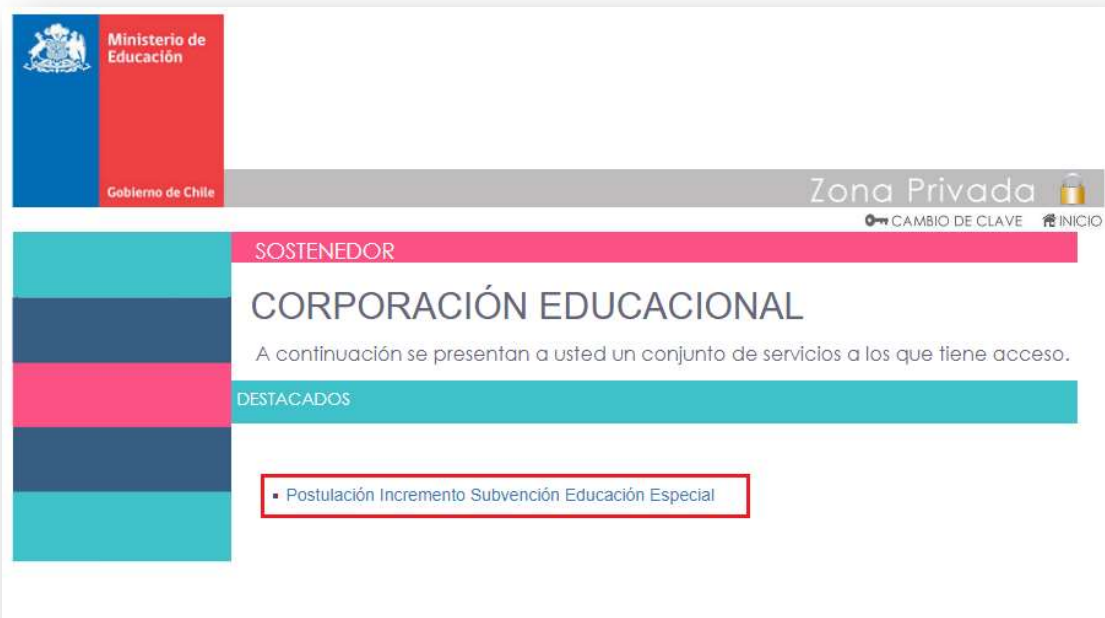 Ministerio de
Educación
Gobierno de Chile
Zona Privada
CAMBIO DE CLAVE INICIO
SOSTENEDOR
CORPORACIÓN EDUCACIONAL
A continuación se presentan a usted un conjunto de servicios a los que tiene acceso.
DESTACADOS
▪ Postulación Incremento Subvención Educación Especial